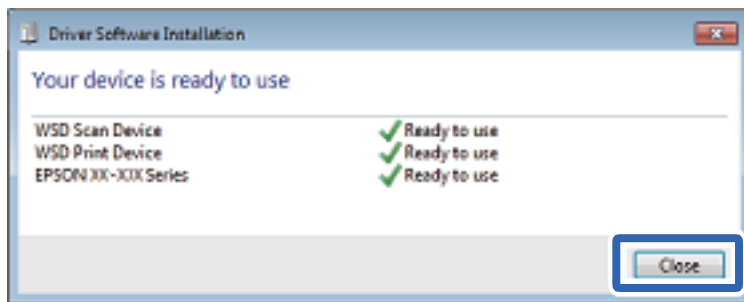 Driver Software Installation
Your device is ready to use
WSD Scan Device Ready to use
WSD Print Device Ready to use
EPSON XX-XXX Series Ready to use
Close